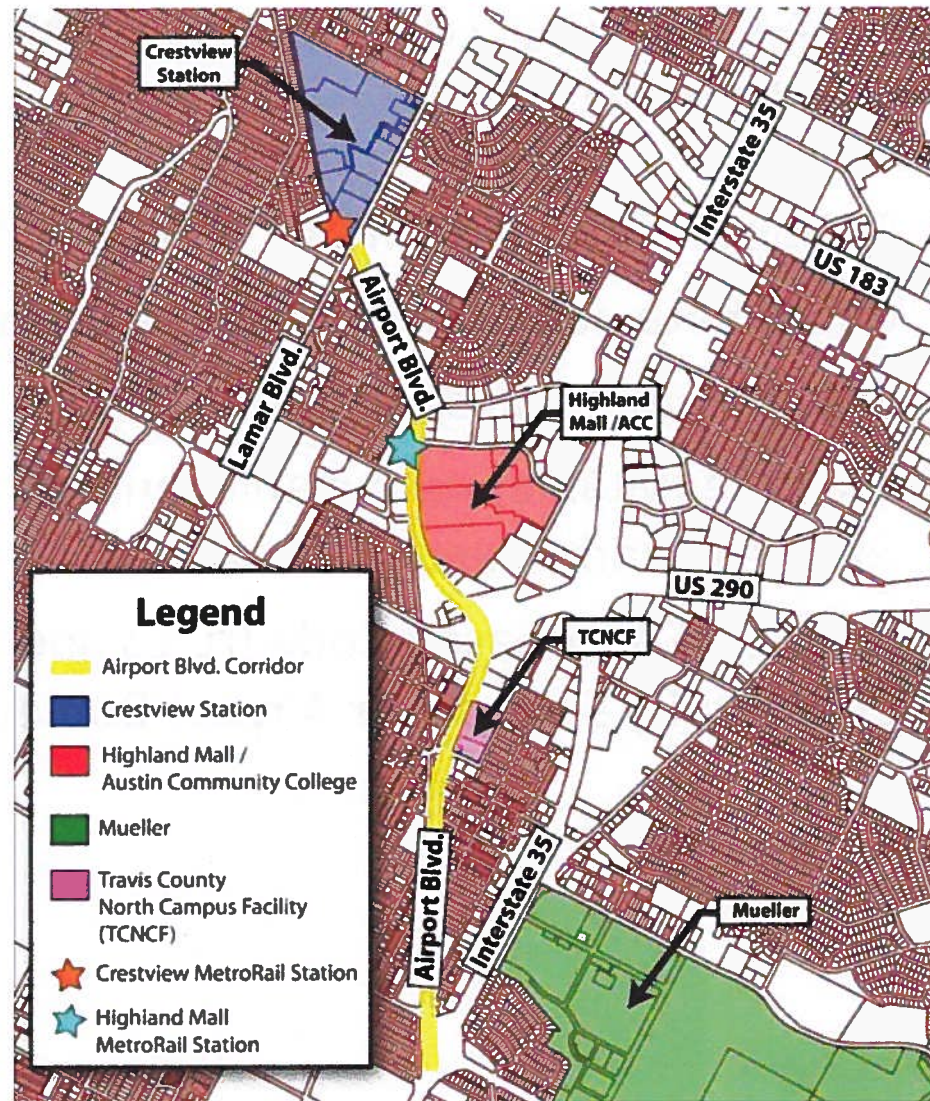 Crestview
Station
Interstate 35
US 183
Airport Blvd.
Lamar Blvd.
Highland
Mall /ACC
US 290
TCNCF
Legend
Airport Blvd. Corridor
Crestview Station
Highland Mall /
Austin Community College
Mueller
Travis County
North Campus Facility
(TCNCF)
Crestview MetroRail Station
Highland Mall
MetroRail Station
Airport Blvd.
Interstate 35
Mueller